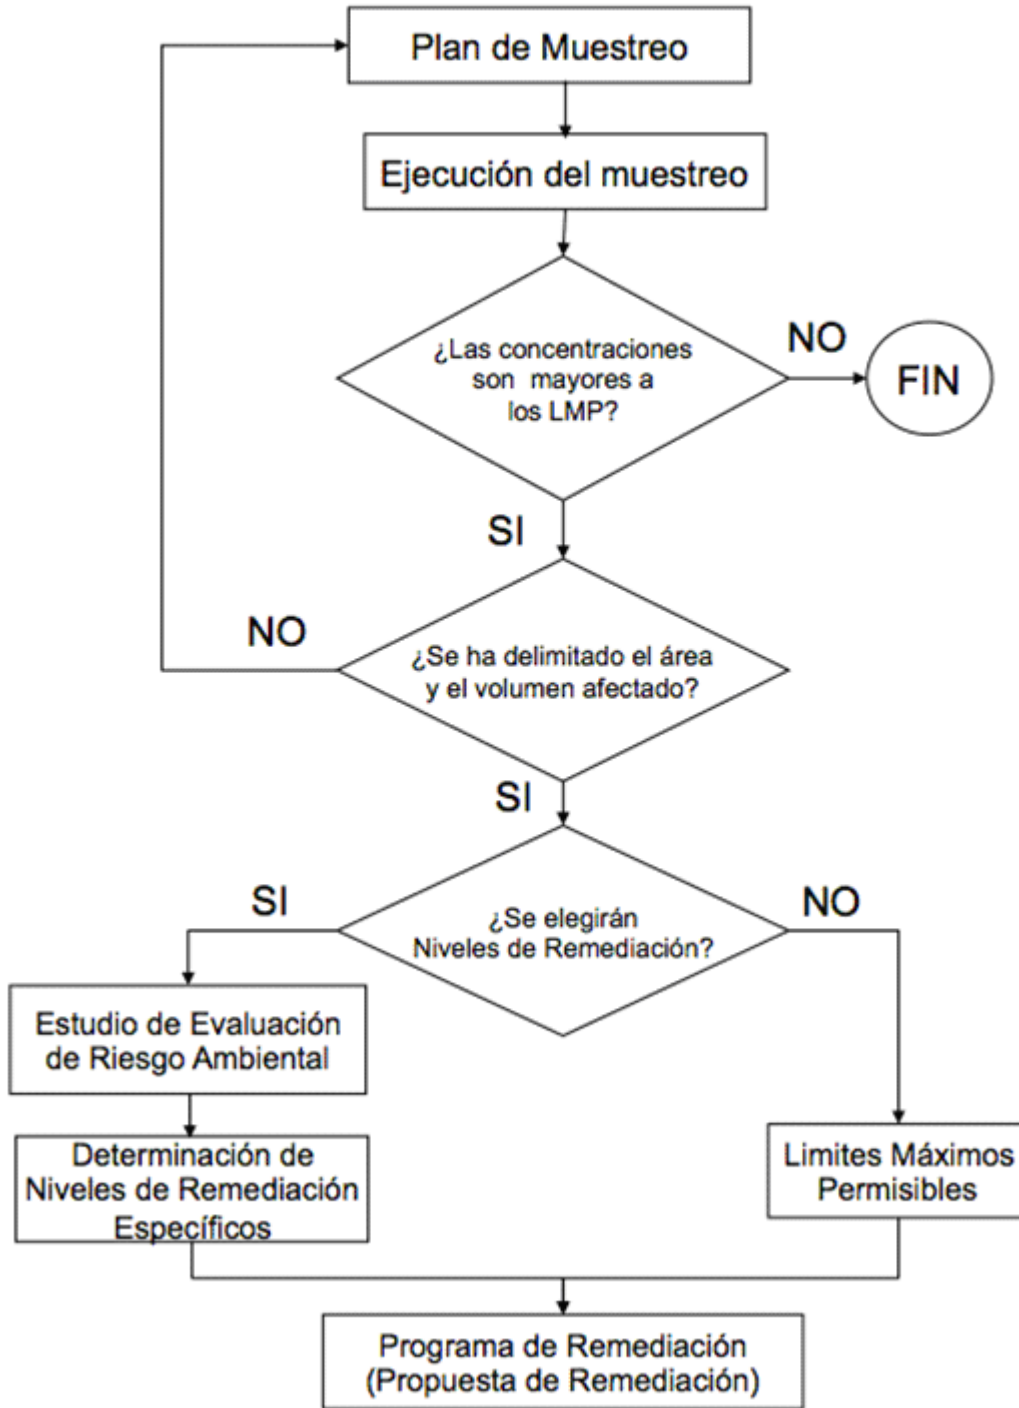 Plan de Muestreo
Ejecución del muestreo
¿Las concentraciones
son mayores a
los LMP?
NO
FIN
SI
NO
¿Se ha delimitado el área
y el volumen afectado?
SI
SI
¿Se elegirán
Niveles de Remediación?
NO
Estudio de Evaluación
de Riesgo Ambiental
Determinación de
Niveles de Remediación
Específicos
Limites Máximos
Permisibles
Programa de Remediación
(Propuesta de Remediación)